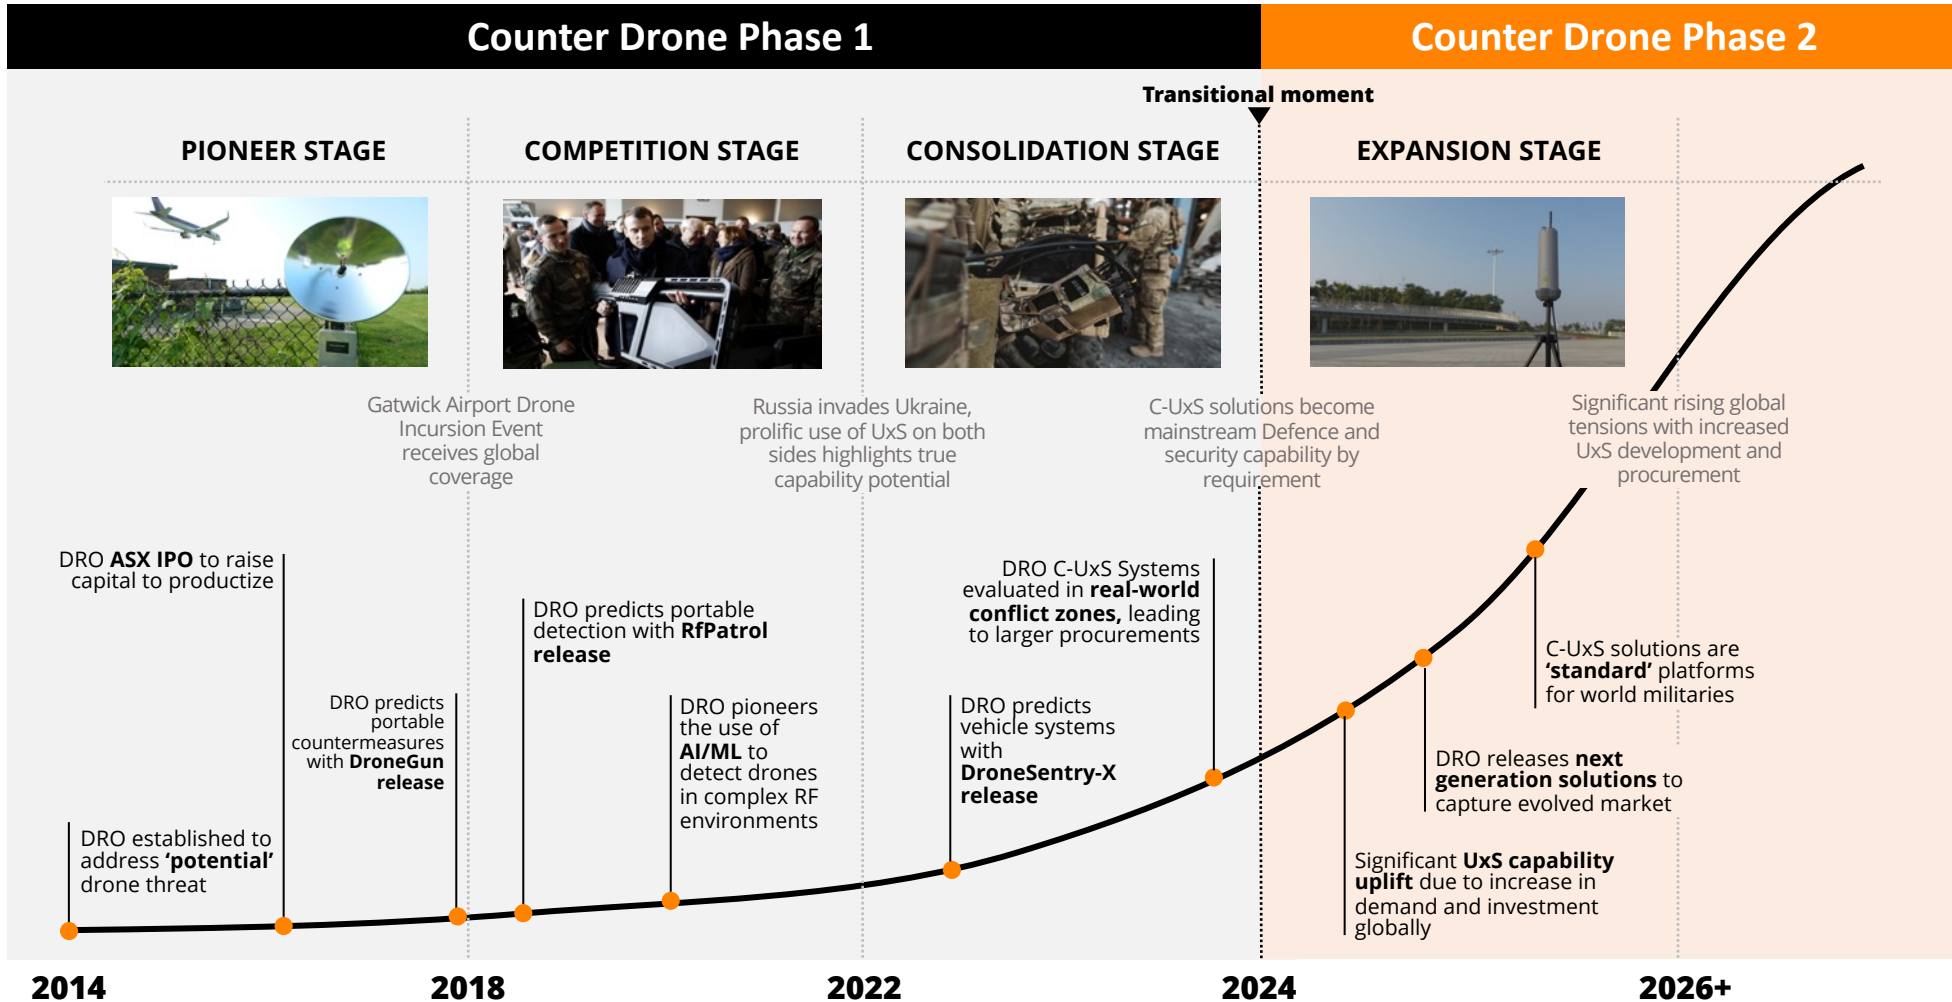 Counter Drone Phase 1
Counter Drone Phase 2
Transitional moment
PIONEER STAGE
COMPETITION STAGE
CONSOLIDATION STAGE
EXPANSION STAGE
Gatwick Airport Drone
Incursion Event
receives global
coverage
Russia invades Ukraine,
prolific use of UxS on both
sides highlights true
capability potential
C-UxS solutions become
mainstream Defence and
security capability by
requirement
Significant rising global
tensions with increased
UxS development and
procurement
DRO established to
address ‘potential’
drone threat
DRO ASX IPO to raise
capital to productize
DRO predicts
portable
countermeasures
with DroneGun
release
DRO predicts portable
detection with RfPatrol
release
DRO pioneers
the use of
AI/ML to
detect drones
in complex RF
environments
DRO predicts
vehicle systems
with
DroneSentry-X
release
DRO C-UxS Systems
evaluated in real-world
conflict zones, leading
to larger procurements
Significant UxS capability
uplift due to increase in
demand and investment
globally
DRO releases next
generation solutions to
capture evolved market
C-UxS solutions are
‘standard’ platforms
for world militaries
2014
2018
2022
2024
2026+